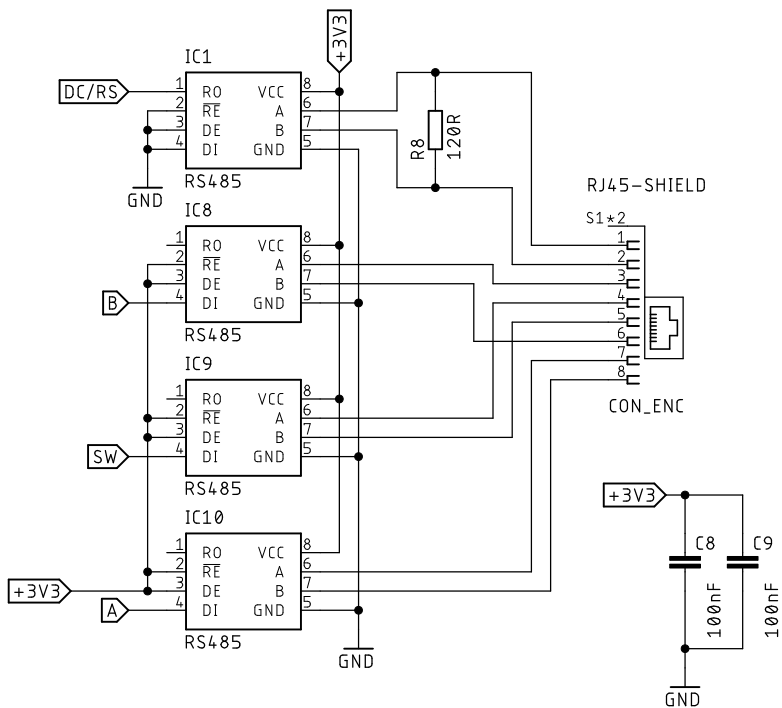 +3V3
IC1
DC/RS
1 RO VCC 8
2 RE A 6
3 DE B 7
4 DI GND 5
RS485
GND
R8
120R
RJ45-SHIELD
S1*2
1
2
3
4
5
6
7
8
CON_ENC
IC8
1 RO VCC 8
2 RE A 6
3 DE B 7
B
4 DI GND 5
RS485
IC9
1 RO VCC 8
2 RE A 6
3 DE B 7
SW
4 DI GND 5
RS485
IC10
1 RO VCC 8
2 RE A 6
+3V3
3 DE B 7
A
4 DI GND 5
RS485
GND
+3V3
C8
100nF
C9
100nF
GND